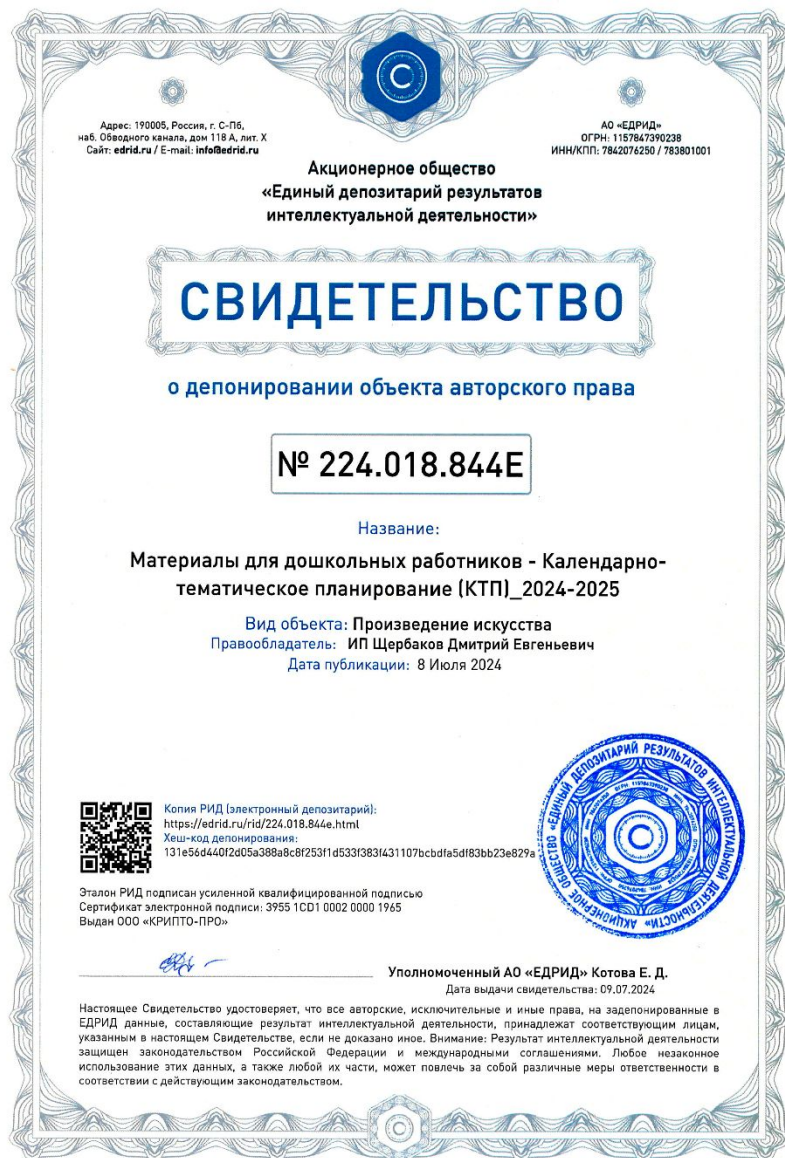 Адрес: 190005, Россия, г. С-Пб,
наб. Обводного канала, дом 118 А, лит. X
Сайт: edrid.ru / E-mail: info@edrid.ru
АО «ЕДРИД»
ОГРН: 1157847390238
ИНН/КПП: 7842076250 / 783801001
Акционерное общество
«Единый депозитарий результатов
интеллектуальной деятельности»
СВИДЕТЕЛЬСТВО
о депонировании объекта авторского права
№ 224.018.844E
Название:
Материалы для дошкольных работников - Календарно-
тематическое планирование (КТП)_2024-2025
Вид объекта: Произведение искусства
Правообладатель: ИП Щербаков Дмитрий Евгеньевич
Дата публикации: 8 Июля 2024
Копия РИД (электронный депозитарий):
https://edrid.ru/rid/224.018.844e.html
Хеш-код депонирования:
131e56d440f2d05a388a8c8f253f1d533f383f431107bcbdfa5df83bb23e829a
Эталон РИД подписан усиленной квалифицированной подписью
Сертификат электронной подписи: 3955 1CD1 0002 0000 1965
Выдан ООО «КРИПТО-ПРО»
АКЦИОНЕРНОЕ ОБЩЕСТВО «ЕДИНЫЙ ДЕПОЗИТАРИЙ РЕЗУЛЬТАТОВ ИНТЕЛЛЕКТУАЛЬНОЙ ДЕЯТЕЛЬНОСТИ»
Уполномоченный АО «ЕДРИД» Котова Е. Д.
Дата выдачи свидетельства: 09.07.2024
Настоящее Свидетельство удостоверяет, что все авторские, исключительные и иные права, на задепонированные в
ЕДРИД данные, составляющие результат интеллектуальной деятельности, принадлежат соответствующим лицам,
указанным в настоящем Свидетельстве, если не доказано иное. Внимание: Результат интеллектуальной деятельности
защищен законодательством Российской Федерации и международными соглашениями. Любое незаконное
использование этих данных, а также любой их части, может повлечь за собой различные меры ответственности в
соответствии с действующим законодательством.